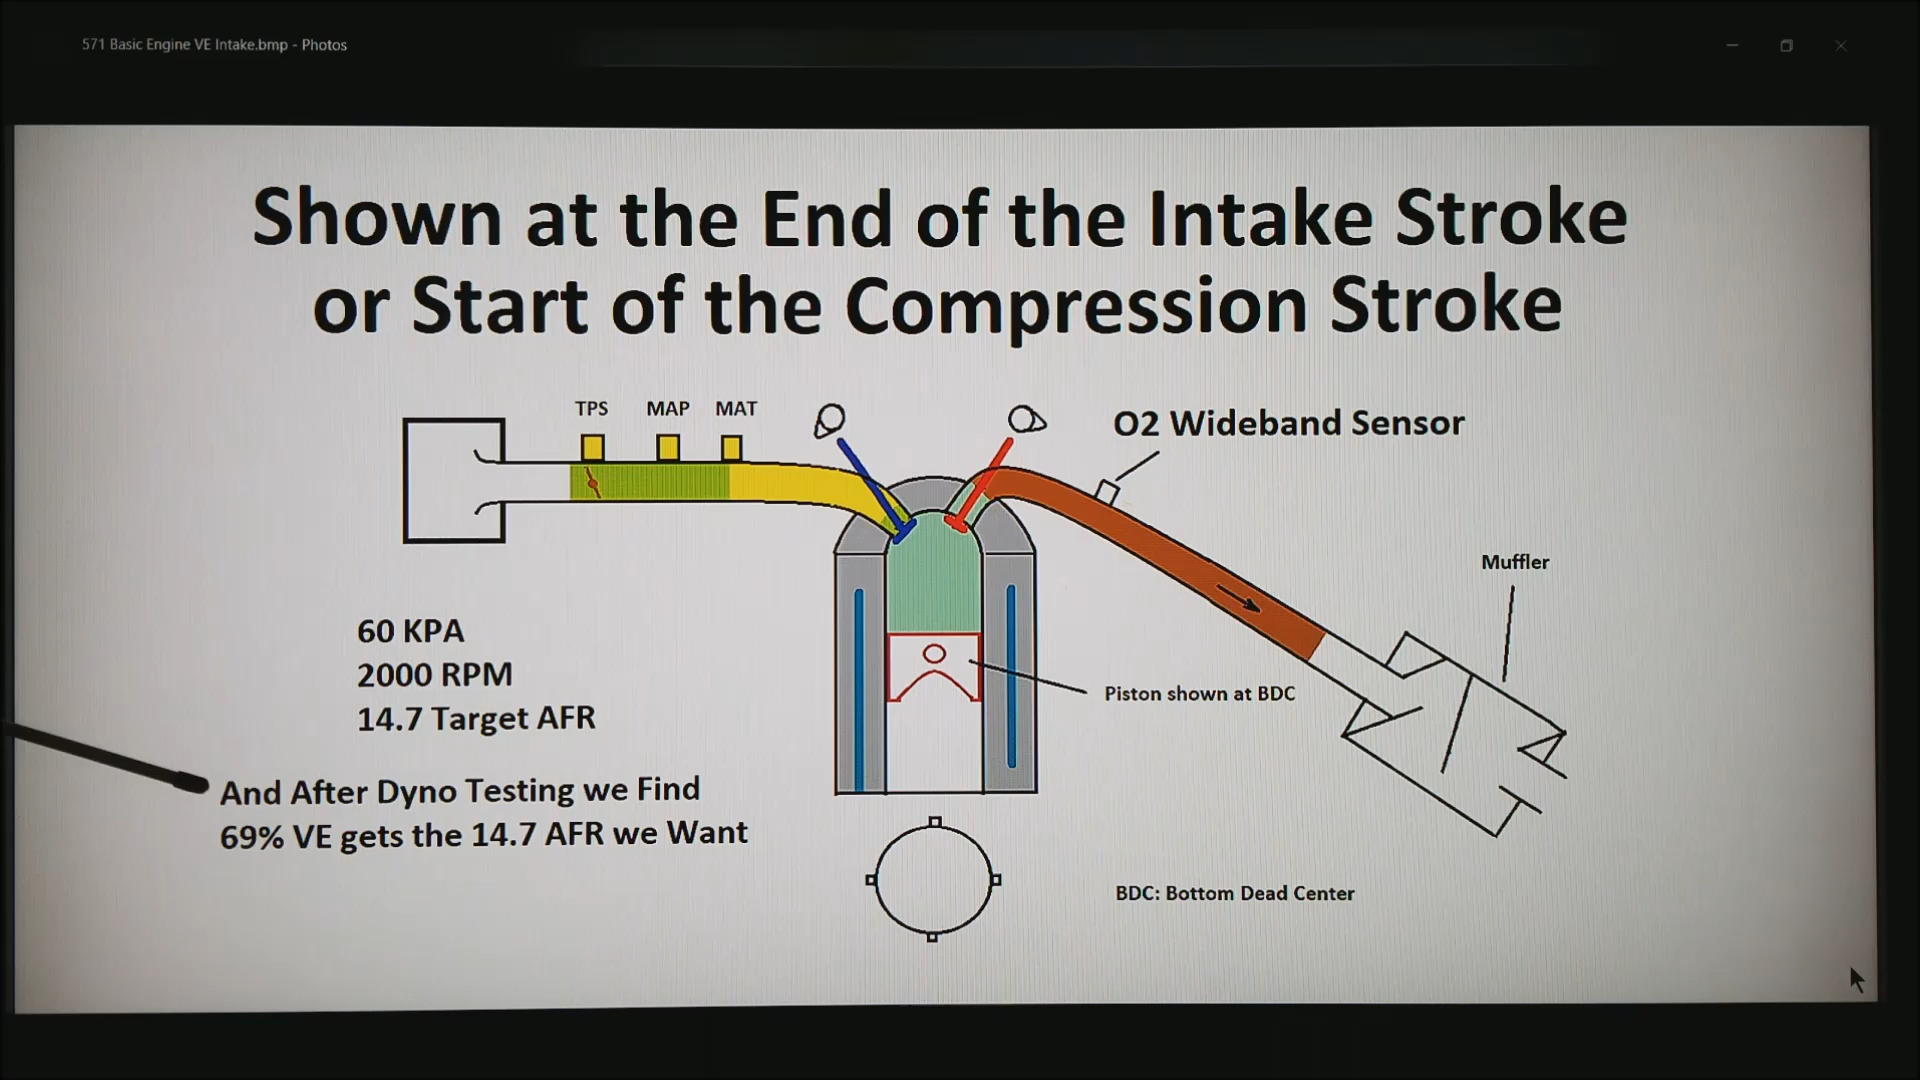 571 Basic Engine VE Intake.bmp - Photos
Shown at the End of the Intake Stroke
or Start of the Compression Stroke
TPS MAP MAT
O2 Wideband Sensor
Muffler
60 KPA
2000 RPM
14.7 Target AFR
Piston shown at BDC
And After Dyno Testing we Find
69% VE gets the 14.7 AFR we Want
BDC: Bottom Dead Center